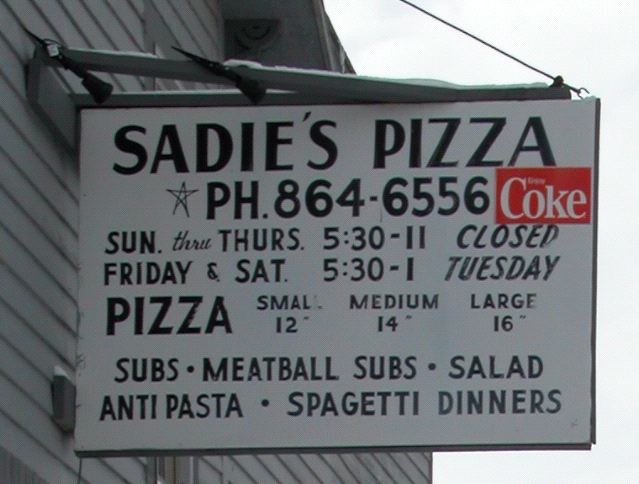 SADIE'S PIZZA
PH.864-6556
Enjoy Coke
SUN. thru THURS. 5:30-11 CLOSED
FRIDAY & SAT. 5:30-1 TUESDAY
PIZZA SMALL MEDIUM LARGE
12" 14" 16"
SUBS • MEATBALL SUBS • SALAD
ANTI PASTA • SPAGETTI DINNERS